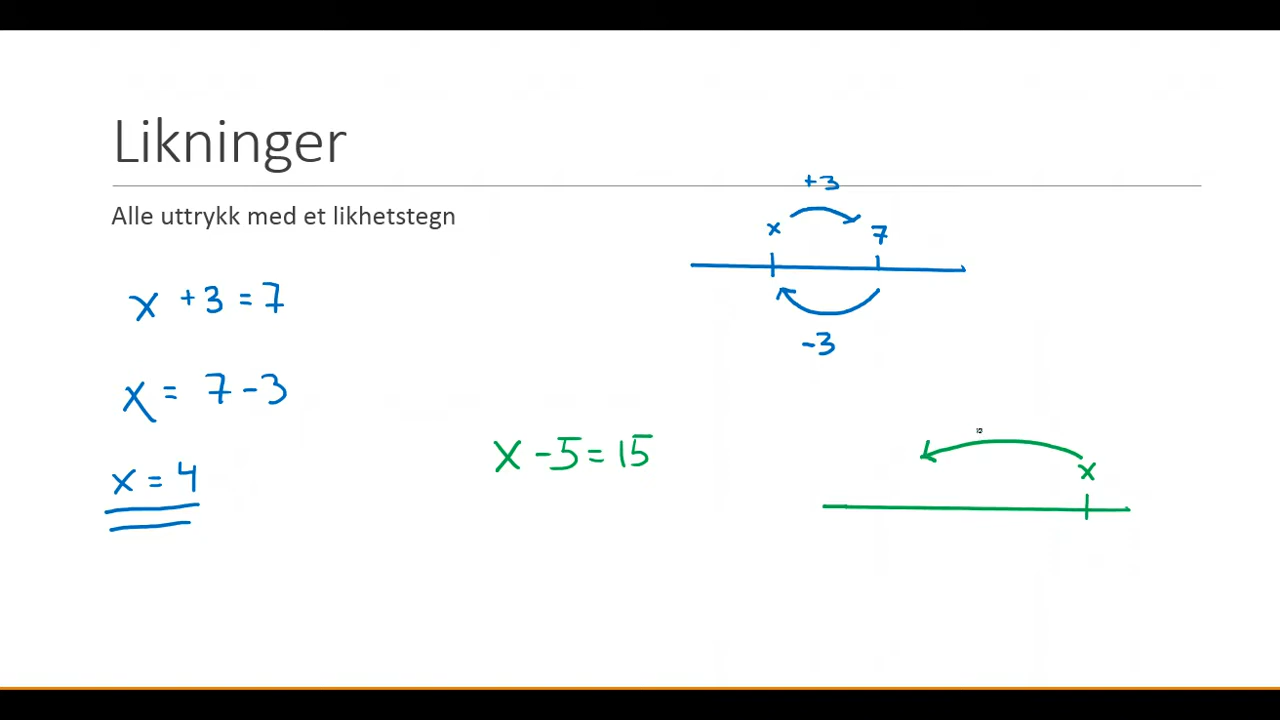 Likninger
Alle uttrykk med et likhetstegn
x + 3 = 7
x = 7 - 3
x = 4
+3
x 7
-3
x - 5 = 15
x